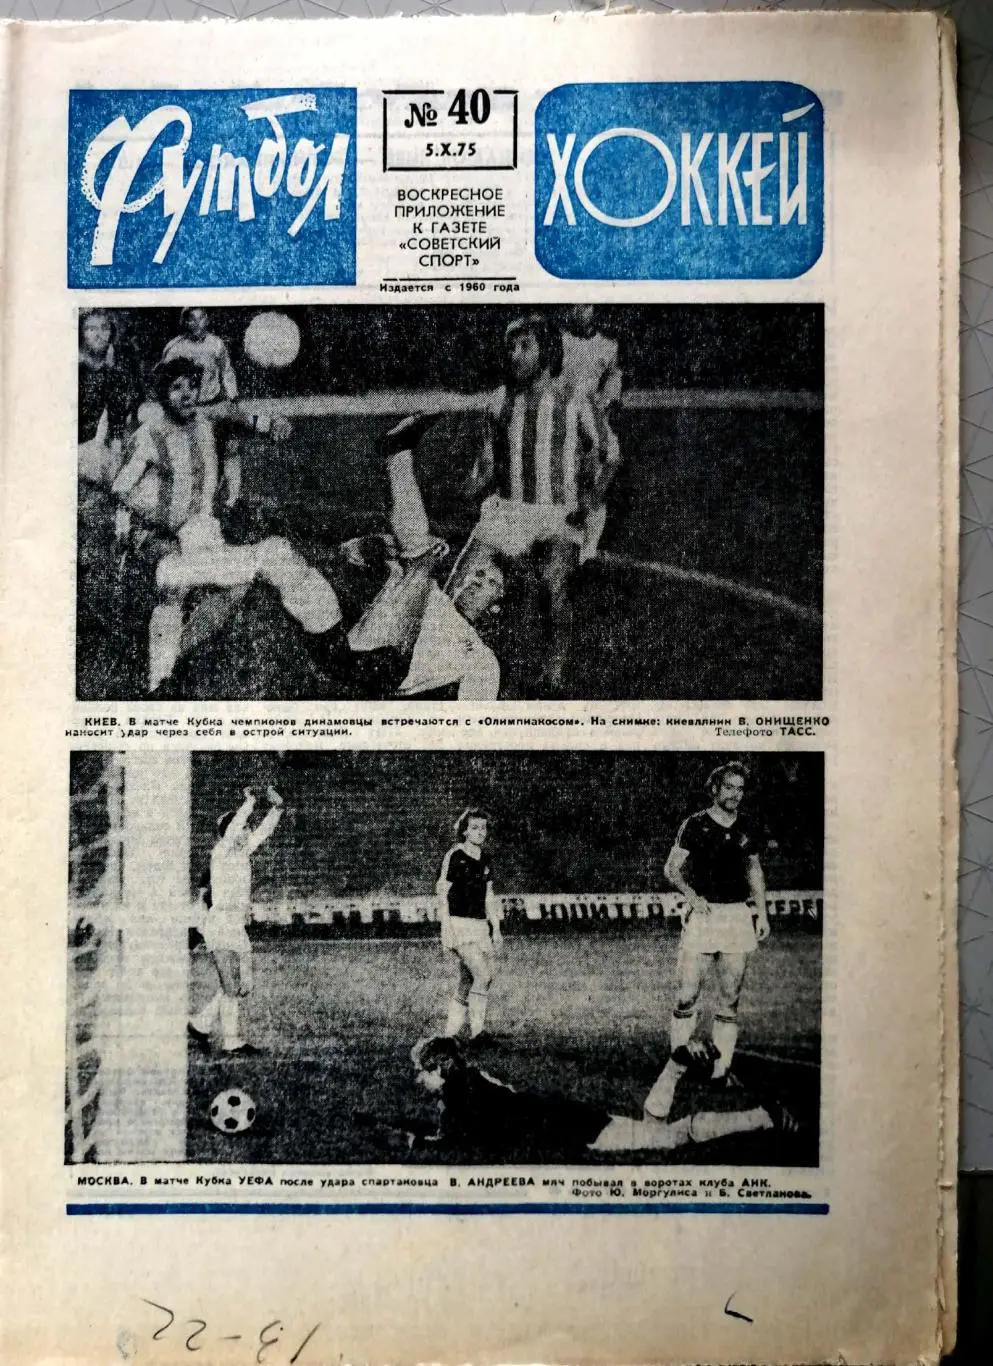 Футбол
№ 40
5.X.75
ВОСКРЕСНОЕ
ПРИЛОЖЕНИЕ
К ГАЗЕТЕ
«СОВЕТСКИЙ
СПОРТ»
Издается с 1960 года
ХОККЕЙ
КИЕВ. В матче Кубка чемпионов динамовцы встречаются с «Олимпиакосом». На снимке: киевлянин В. ОНИЩЕНКО
наносит удар через себя в острой ситуации.
Телефото ТАСС.
UNITED
МОСКВА. В матче Кубка УЕФА после удара спартаковца В. АНДРЕЕВА мяч побывал в воротах клуба АИК.
Фото Ю. Моргулиса и Б. Светланова.
13-22